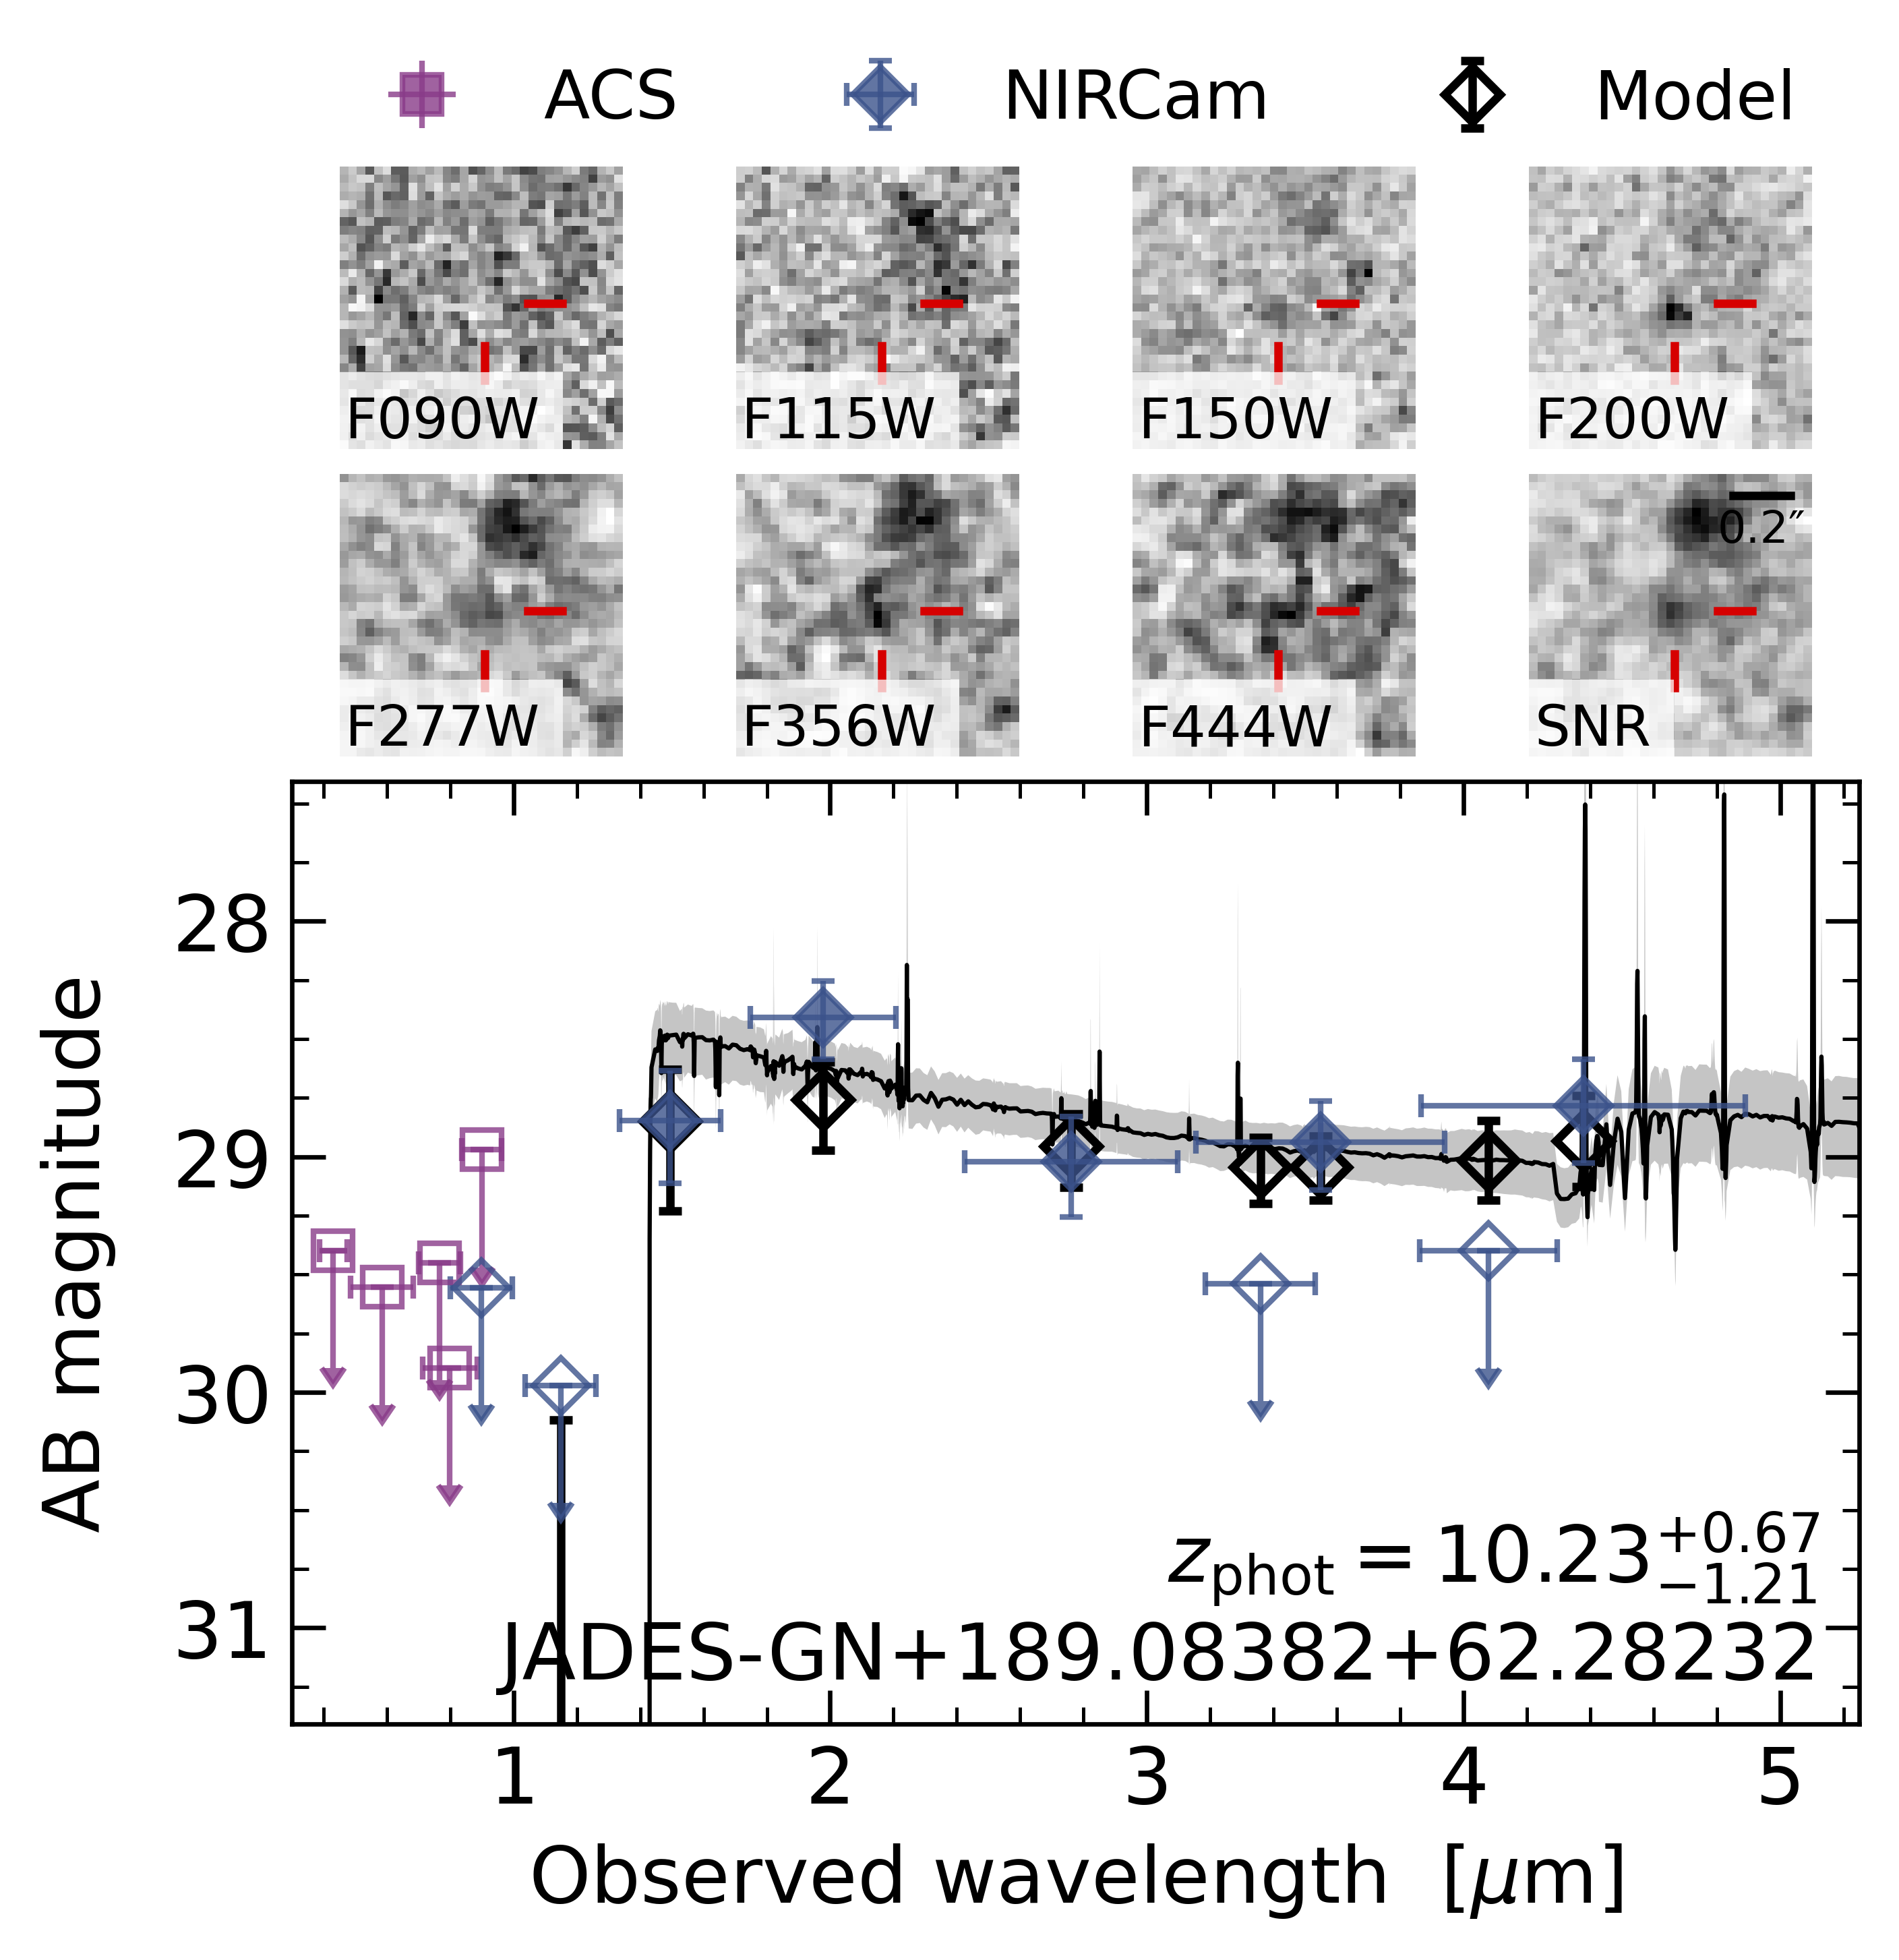 ACS NIRCam Model
F090W F115W F150W F200W
0.2″
F277W F356W F444W SNR
28
29
30
31
AB magnitude
z_phot = 10.23^{+0.67}_{−1.21}
JADES-GN+189.08382+62.28232
1 2 3 4 5
Observed wavelength [μm]